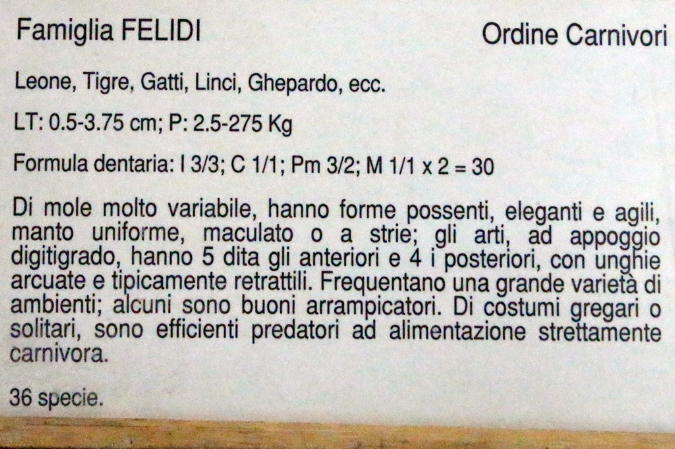 Famiglia FELIDI
Ordine Carnivori
Leone, Tigre, Gatti, Linci, Ghepardo, ecc.
LT: 0.5-3.75 cm; P: 2.5-275 Kg
Formula dentaria: I 3/3; C 1/1; Pm 3/2; M 1/1 x 2 = 30
Di mole molto variabile, hanno forme possenti, eleganti e agili,
manto uniforme, maculato o a strie; gli arti, ad appoggio
digitigrado, hanno 5 dita gli anteriori e 4 i posteriori, con unghie
arcuate e tipicamente retrattili. Frequentano una grande varietà di
ambienti; alcuni sono buoni arrampicatori. Di costumi gregari o
solitari, sono efficienti predatori ad alimentazione strettamente
carnivora.
36 specie.